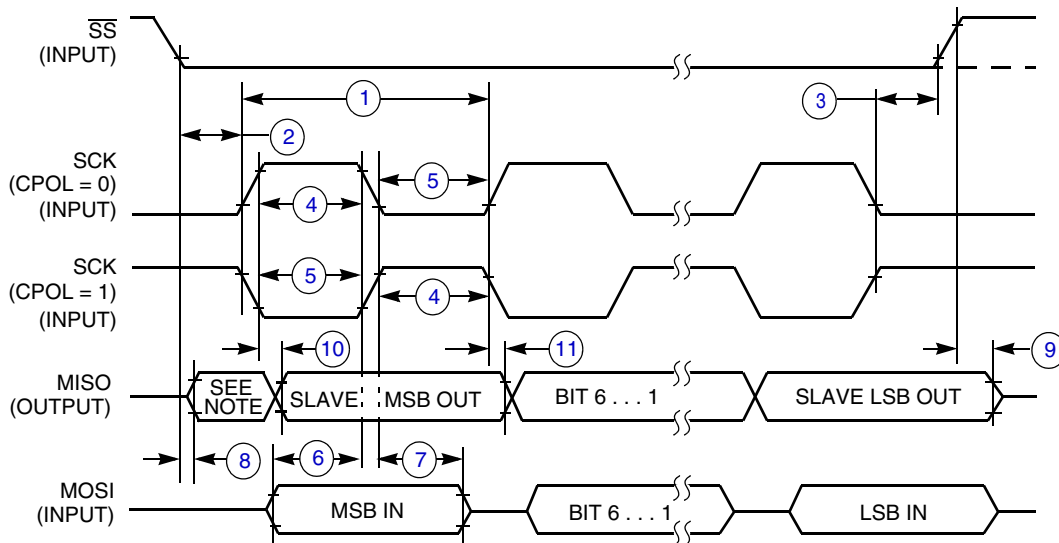 SS
(INPUT)
1
3
2
SCK
(CPOL = 0)
(INPUT)
5
4
SCK
(CPOL = 1)
(INPUT)
5
4
10
11
9
MISO
(OUTPUT)
SEE
NOTE
SLAVE
MSB OUT
BIT 6 . . . 1
SLAVE LSB OUT
8
6
7
MOSI
(INPUT)
MSB IN
BIT 6 . . . 1
LSB IN